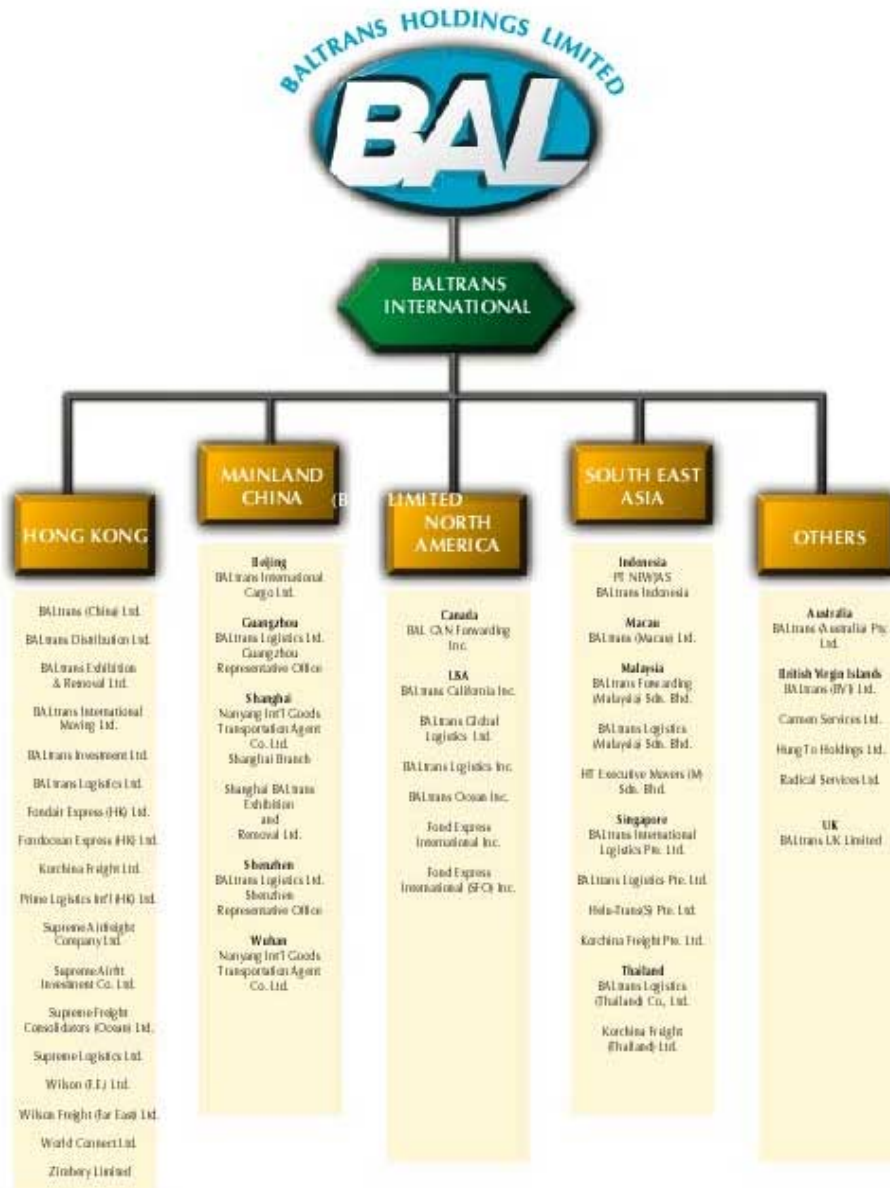 BALTRANS HOLDINGS LIMITED
BAL
BALTRANS
INTERNATIONAL
(B LIMITED
HONG KONG
BALtrans (China) Ltd.
BALtrans Distribution Ltd.
BALtrans Exhibition
& Removal Ltd.
BALtrans International
Moving Ltd.
BALtrans Investment Ltd.
BALtrans Logistics Ltd.
Fondair Express (HK) Ltd.
Fondocean Express (HK) Ltd.
Korchina Freight Ltd.
Prime Logistics Int'l (HK) Ltd.
Supreme Airfreight
Company Ltd.
Supreme Airfrt
Investment Co. Ltd.
Supreme Freight
Consolidators (Ocean) Ltd.
Supreme Logistics Ltd.
Wilson (F.E.) Ltd.
Wilson Freight (Far East) Ltd.
World Connect Ltd.
Limited
MAINLAND
CHINA
Beijing
BALtrans International
Cargo Ltd.
Guangzhou
BALtrans Logistics Ltd.
Guangzhou
Representative Office
Shanghai
Nanyang Int'l Goods
Transportation Agent
Co. Ltd.
Shanghai Branch
Shanghai BALtrans
Exhibition
and
Removal Ltd.
Shenzhen
BALtrans Logistics Ltd.
Shenzhen
Representative Office
Wuhan
Nanyang Int'l Goods
Transportation Agent
Co. Ltd.
NORTH
AMERICA
Canada
BAL CAN Forwarding
Inc.
USA
BALtrans California Inc.
BALtrans Global
Logistics Ltd.
BALtrans Logistics Inc.
BALtrans Ocean Inc.
Fond Express
International Inc.
Fond Express
International (SFO) Inc.
SOUTH EAST
ASIA
Indonesia
PT
BALtrans Indonesia
Macau
BALtrans (Macau) Ltd.
Malaysia
BALtrans Forwarding
(Malaysia) Sdn. Bhd.
BALtrans Logistics
(Malaysia) Sdn. Bhd.
HT Executive Movers (M)
Sdn. Bhd.
Singapore
BALtrans International
Logistics Pte. Ltd.
BALtrans Logistics Pte. Ltd.
Helu-Trans(S) Pte. Ltd.
Korchina Freight Pte. Ltd.
Thailand
BALtrans Logistics
(Thailand) Co., Ltd.
Korchina Freight
(Thailand) Ltd.
OTHERS
Australia
BALtrans (Australia) Pty.
Ltd.
British Virgin Islands
BALtrans (BVI) Ltd.
Carmen Services Ltd.
Hung To Holdings Ltd.
Radical Services Ltd.
UK
BALtrans UK Limited